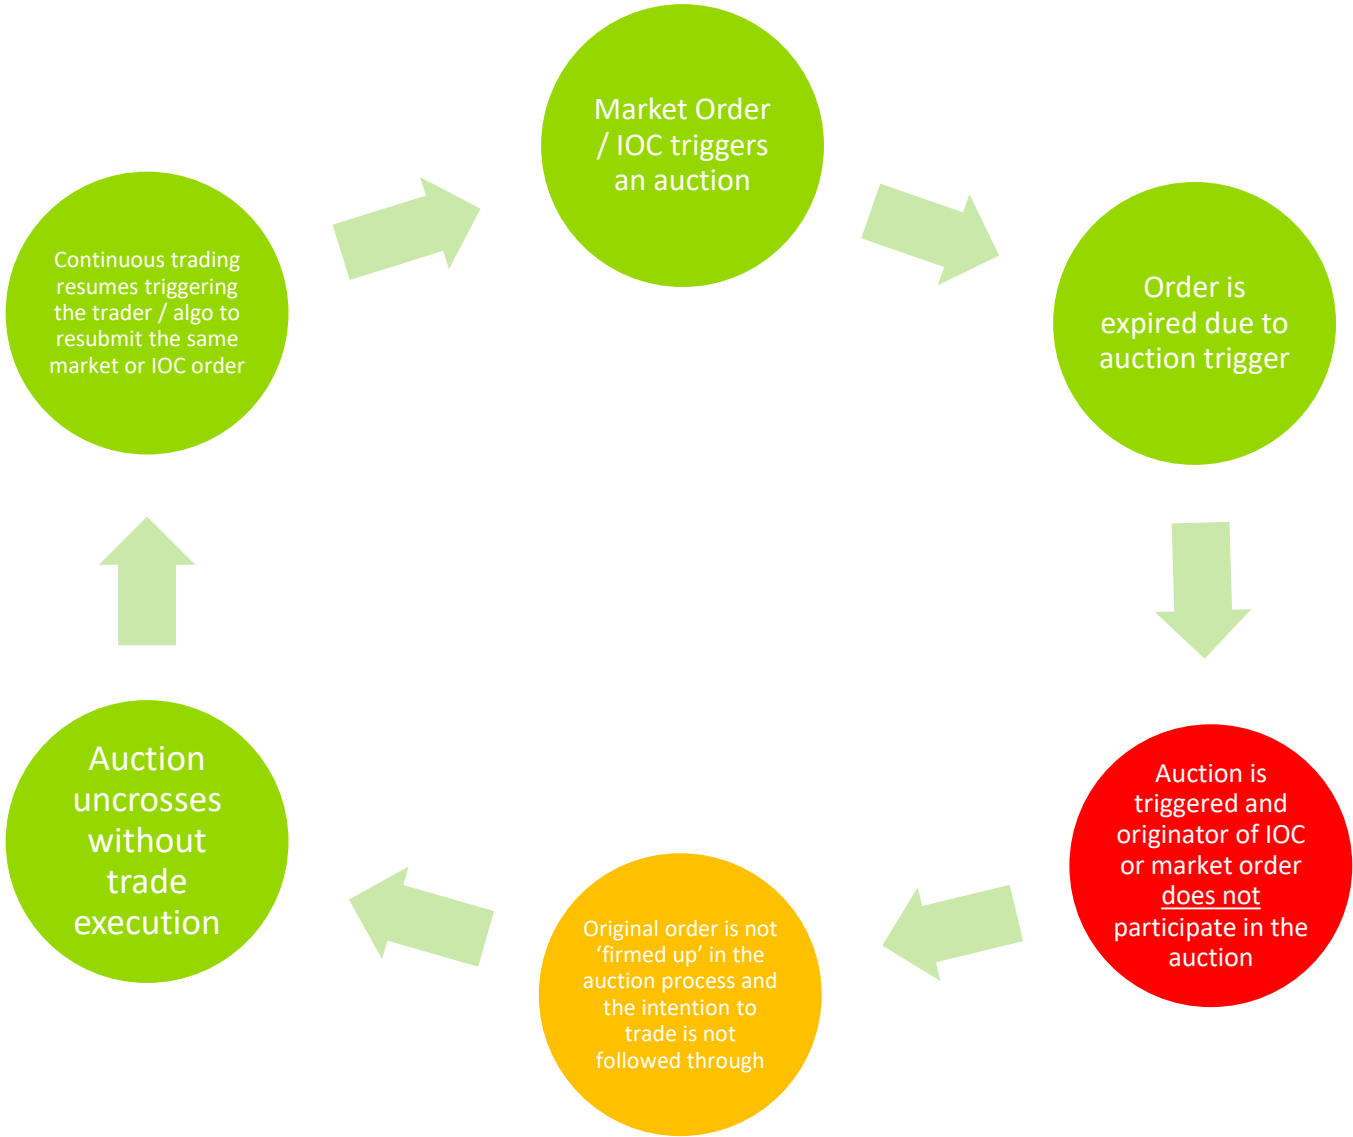 Market Order
/ IOC triggers
an auction
Order is
expired due to
auction trigger
Auction is
triggered and
originator of IOC
or market order
does not
participate in the
auction
Original order is not
‘firmed up’ in the
auction process and
the intention to
trade is not
followed through
Auction
uncrosses
without
trade
execution
Continuous trading
resumes triggering
the trader / algo to
resubmit the same
market or IOC order